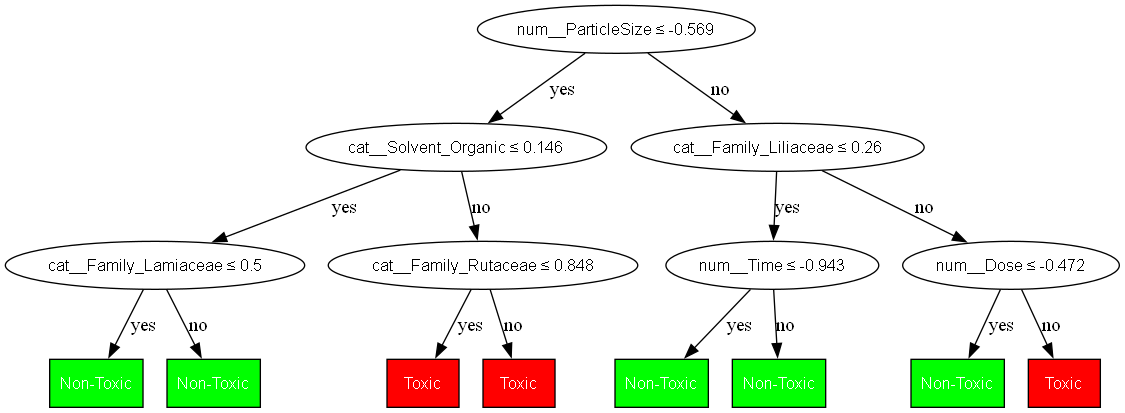 num__ParticleSize ≤ -0.569
yes
no
cat__Solvent_Organic ≤ 0.146
cat__Family_Liliaceae ≤ 0.26
yes
no
yes
no
cat__Family_Lamiaceae ≤ 0.5
cat__Family_Rutaceae ≤ 0.848
num__Time ≤ -0.943
num__Dose ≤ -0.472
yes
no
yes
no
yes
no
yes
no
Non-Toxic
Non-Toxic
Toxic
Toxic
Non-Toxic
Non-Toxic
Non-Toxic
Toxic